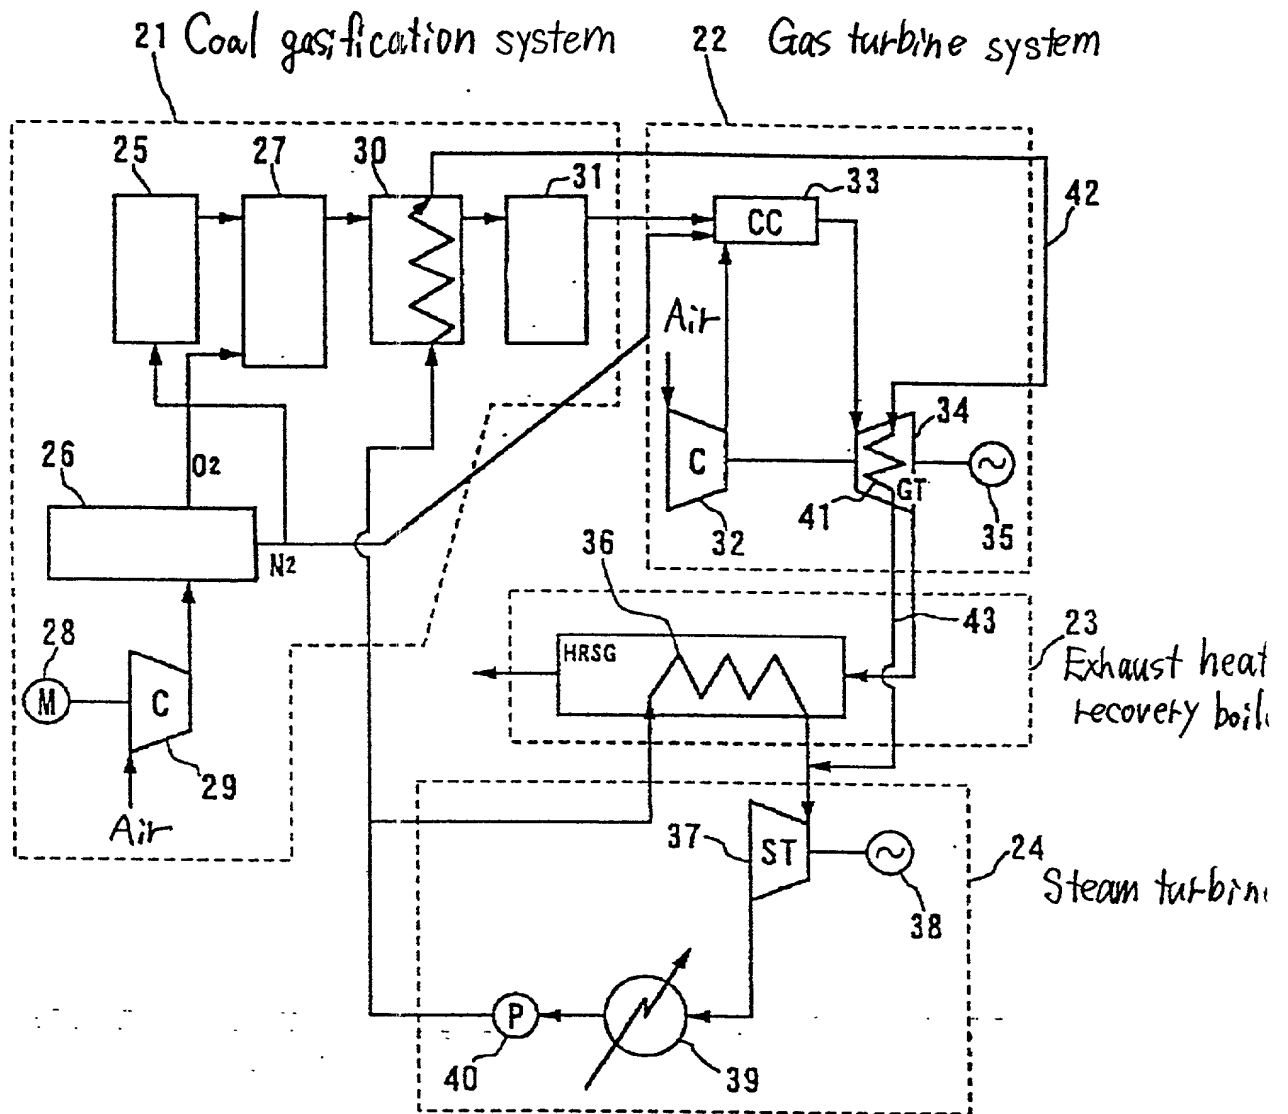 21 Coal gasification system
22 Gas turbine system
25
27
30
31
33
CC
42
Air
34
26
O2
C
GT
41
32
35
N2
36
28
HRSG
43
23
Exhaust heat
recovery boil
M
C
29
Air
37
ST
24
Steam turbin
38
P
40
39